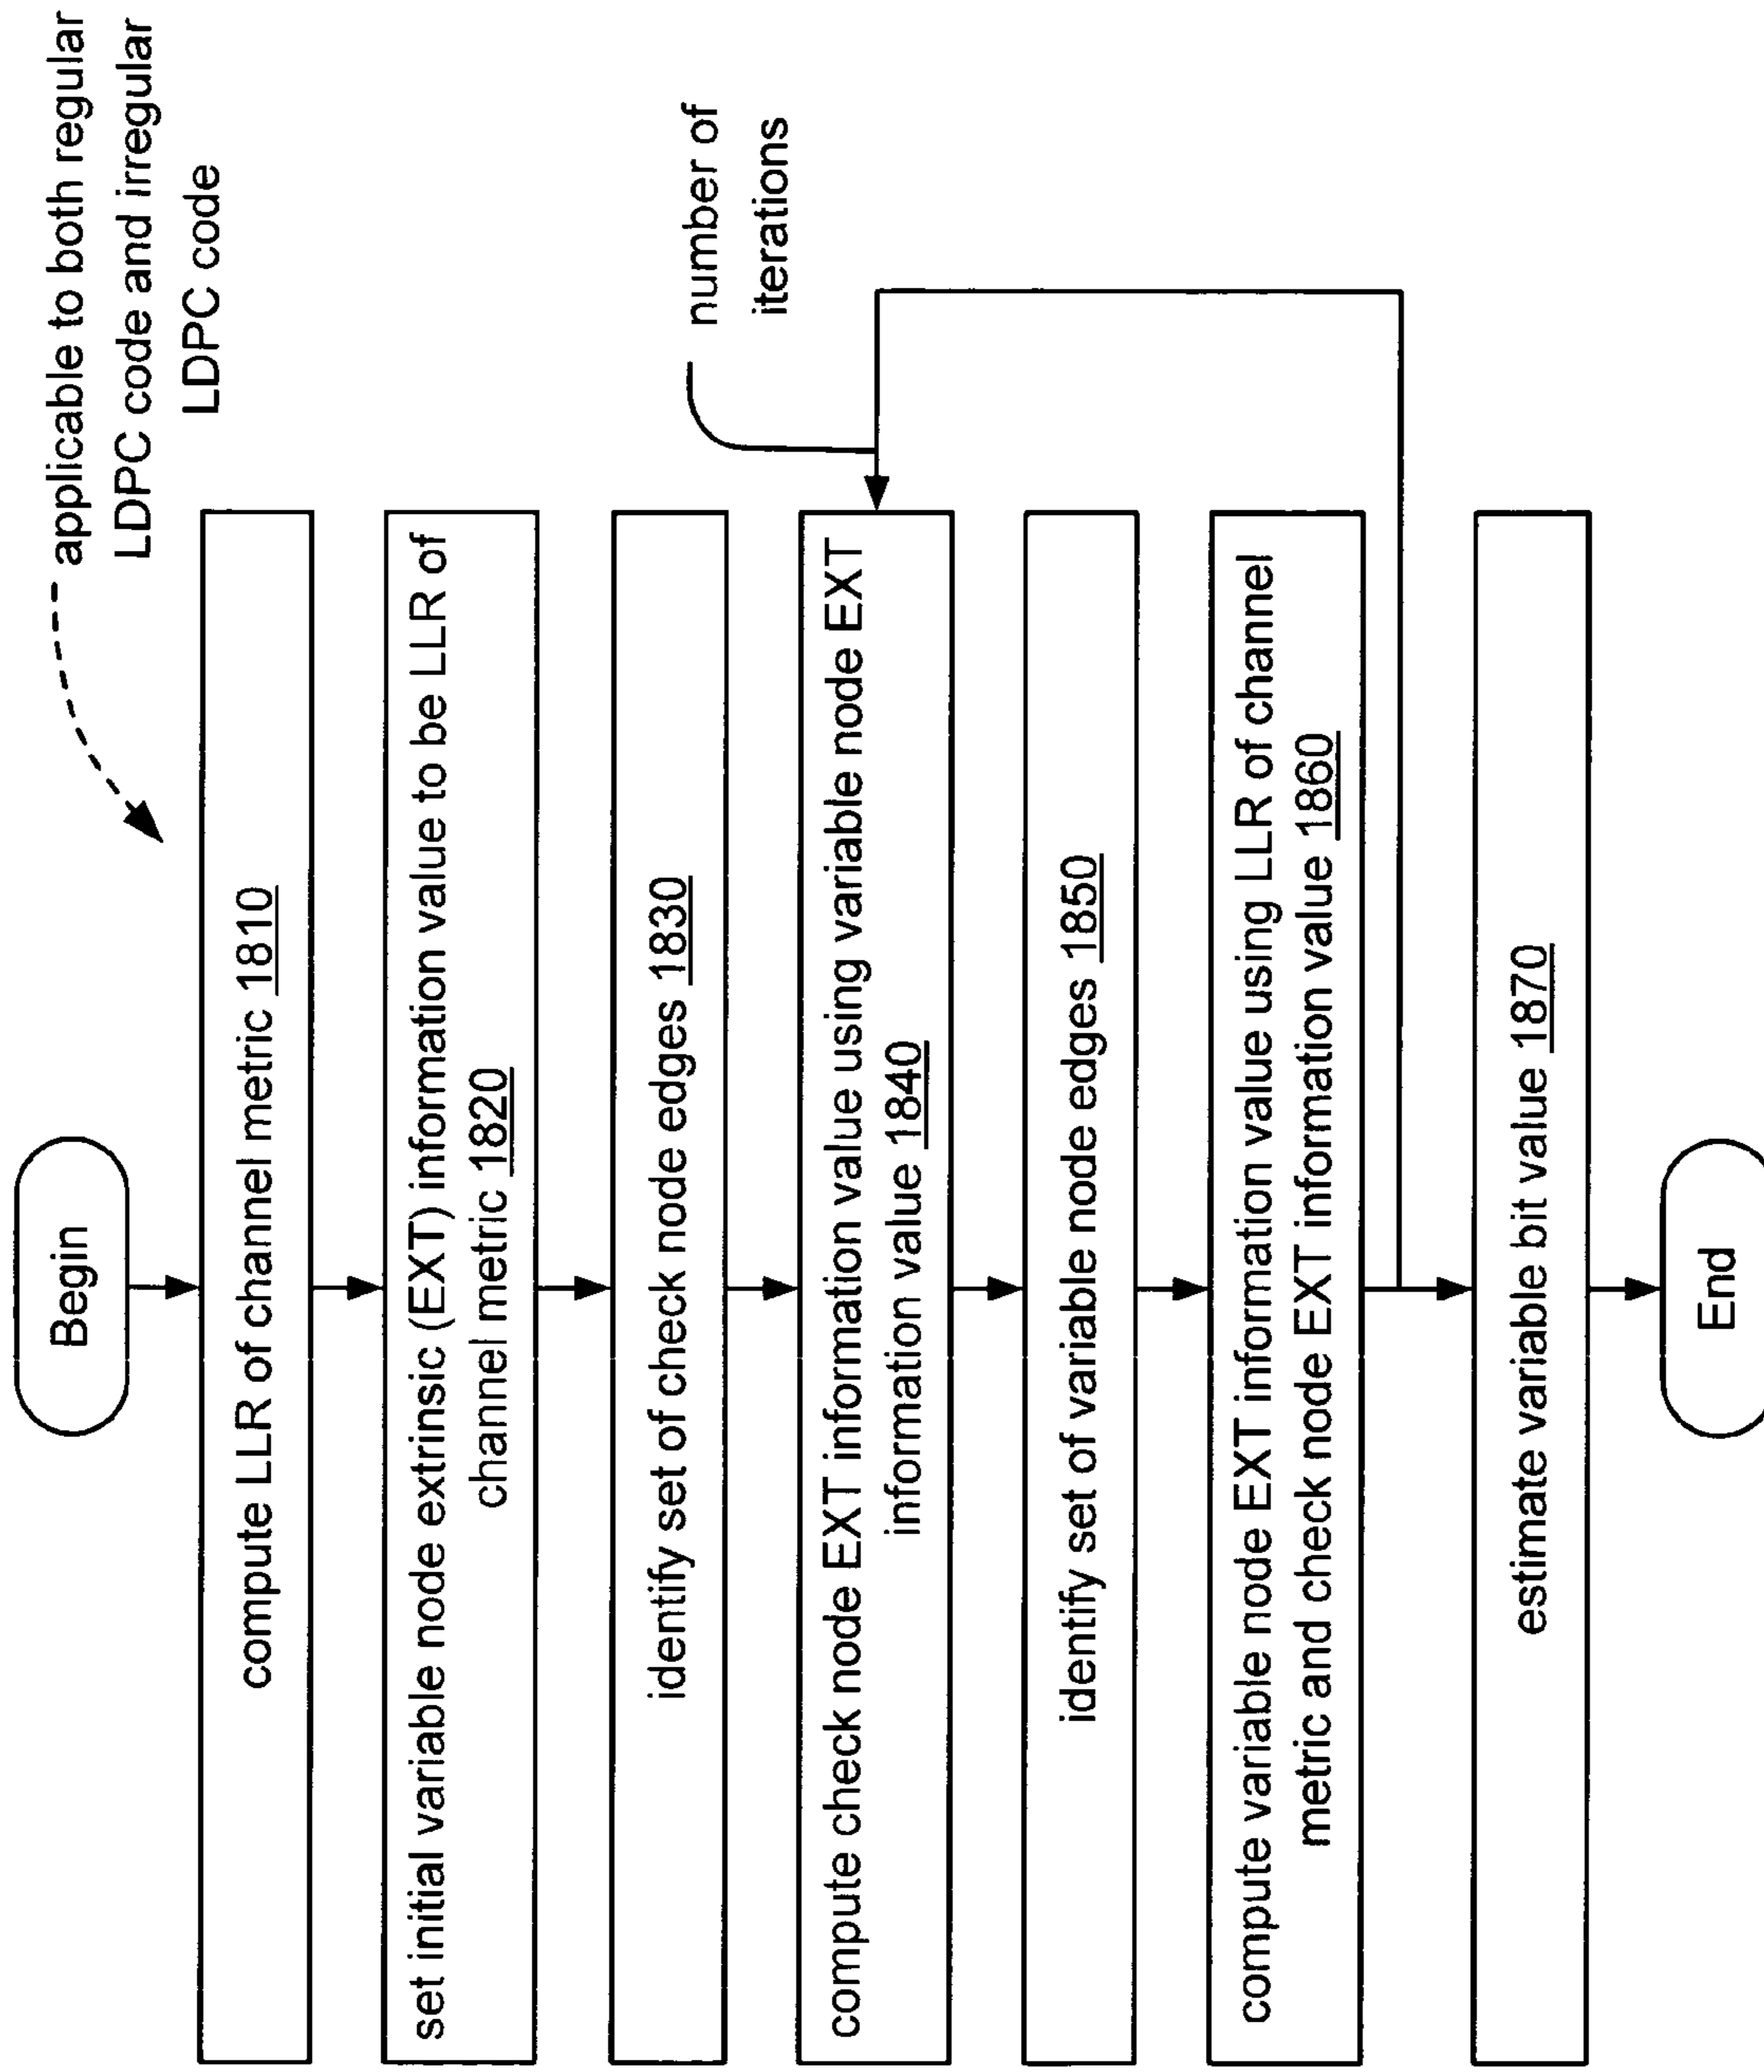 applicable to both regular
LDPC code and irregular
LDPC code
Begin
compute LLR of channel metric 1810
set initial variable node extrinsic (EXT) information value to be LLR of
channel metric 1820
identify set of check node edges 1830
number of
iterations
compute check node EXT information value using variable node EXT
information value 1840
identify set of variable node edges 1850
compute variable node EXT information value using LLR of channel
metric and check node EXT information value 1860
estimate variable bit value 1870
End